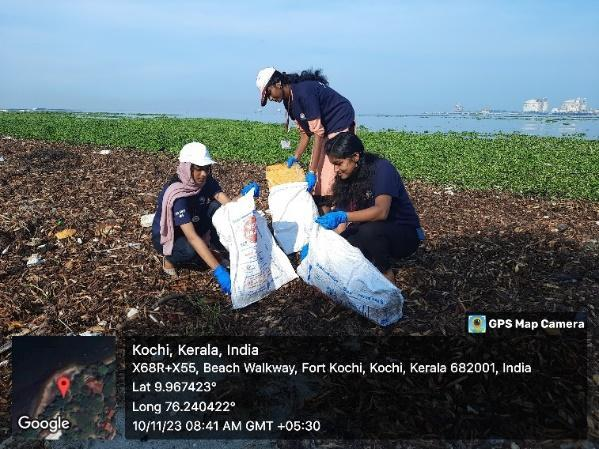 GPS Map Camera
Kochi, Kerala, India
X68R+X55, Beach Walkway, Fort Kochi, Kochi, Kerala 682001, India
Lat 9.967423°
Long 76.240422°
10/11/23 08:41 AM GMT +05:30
Google